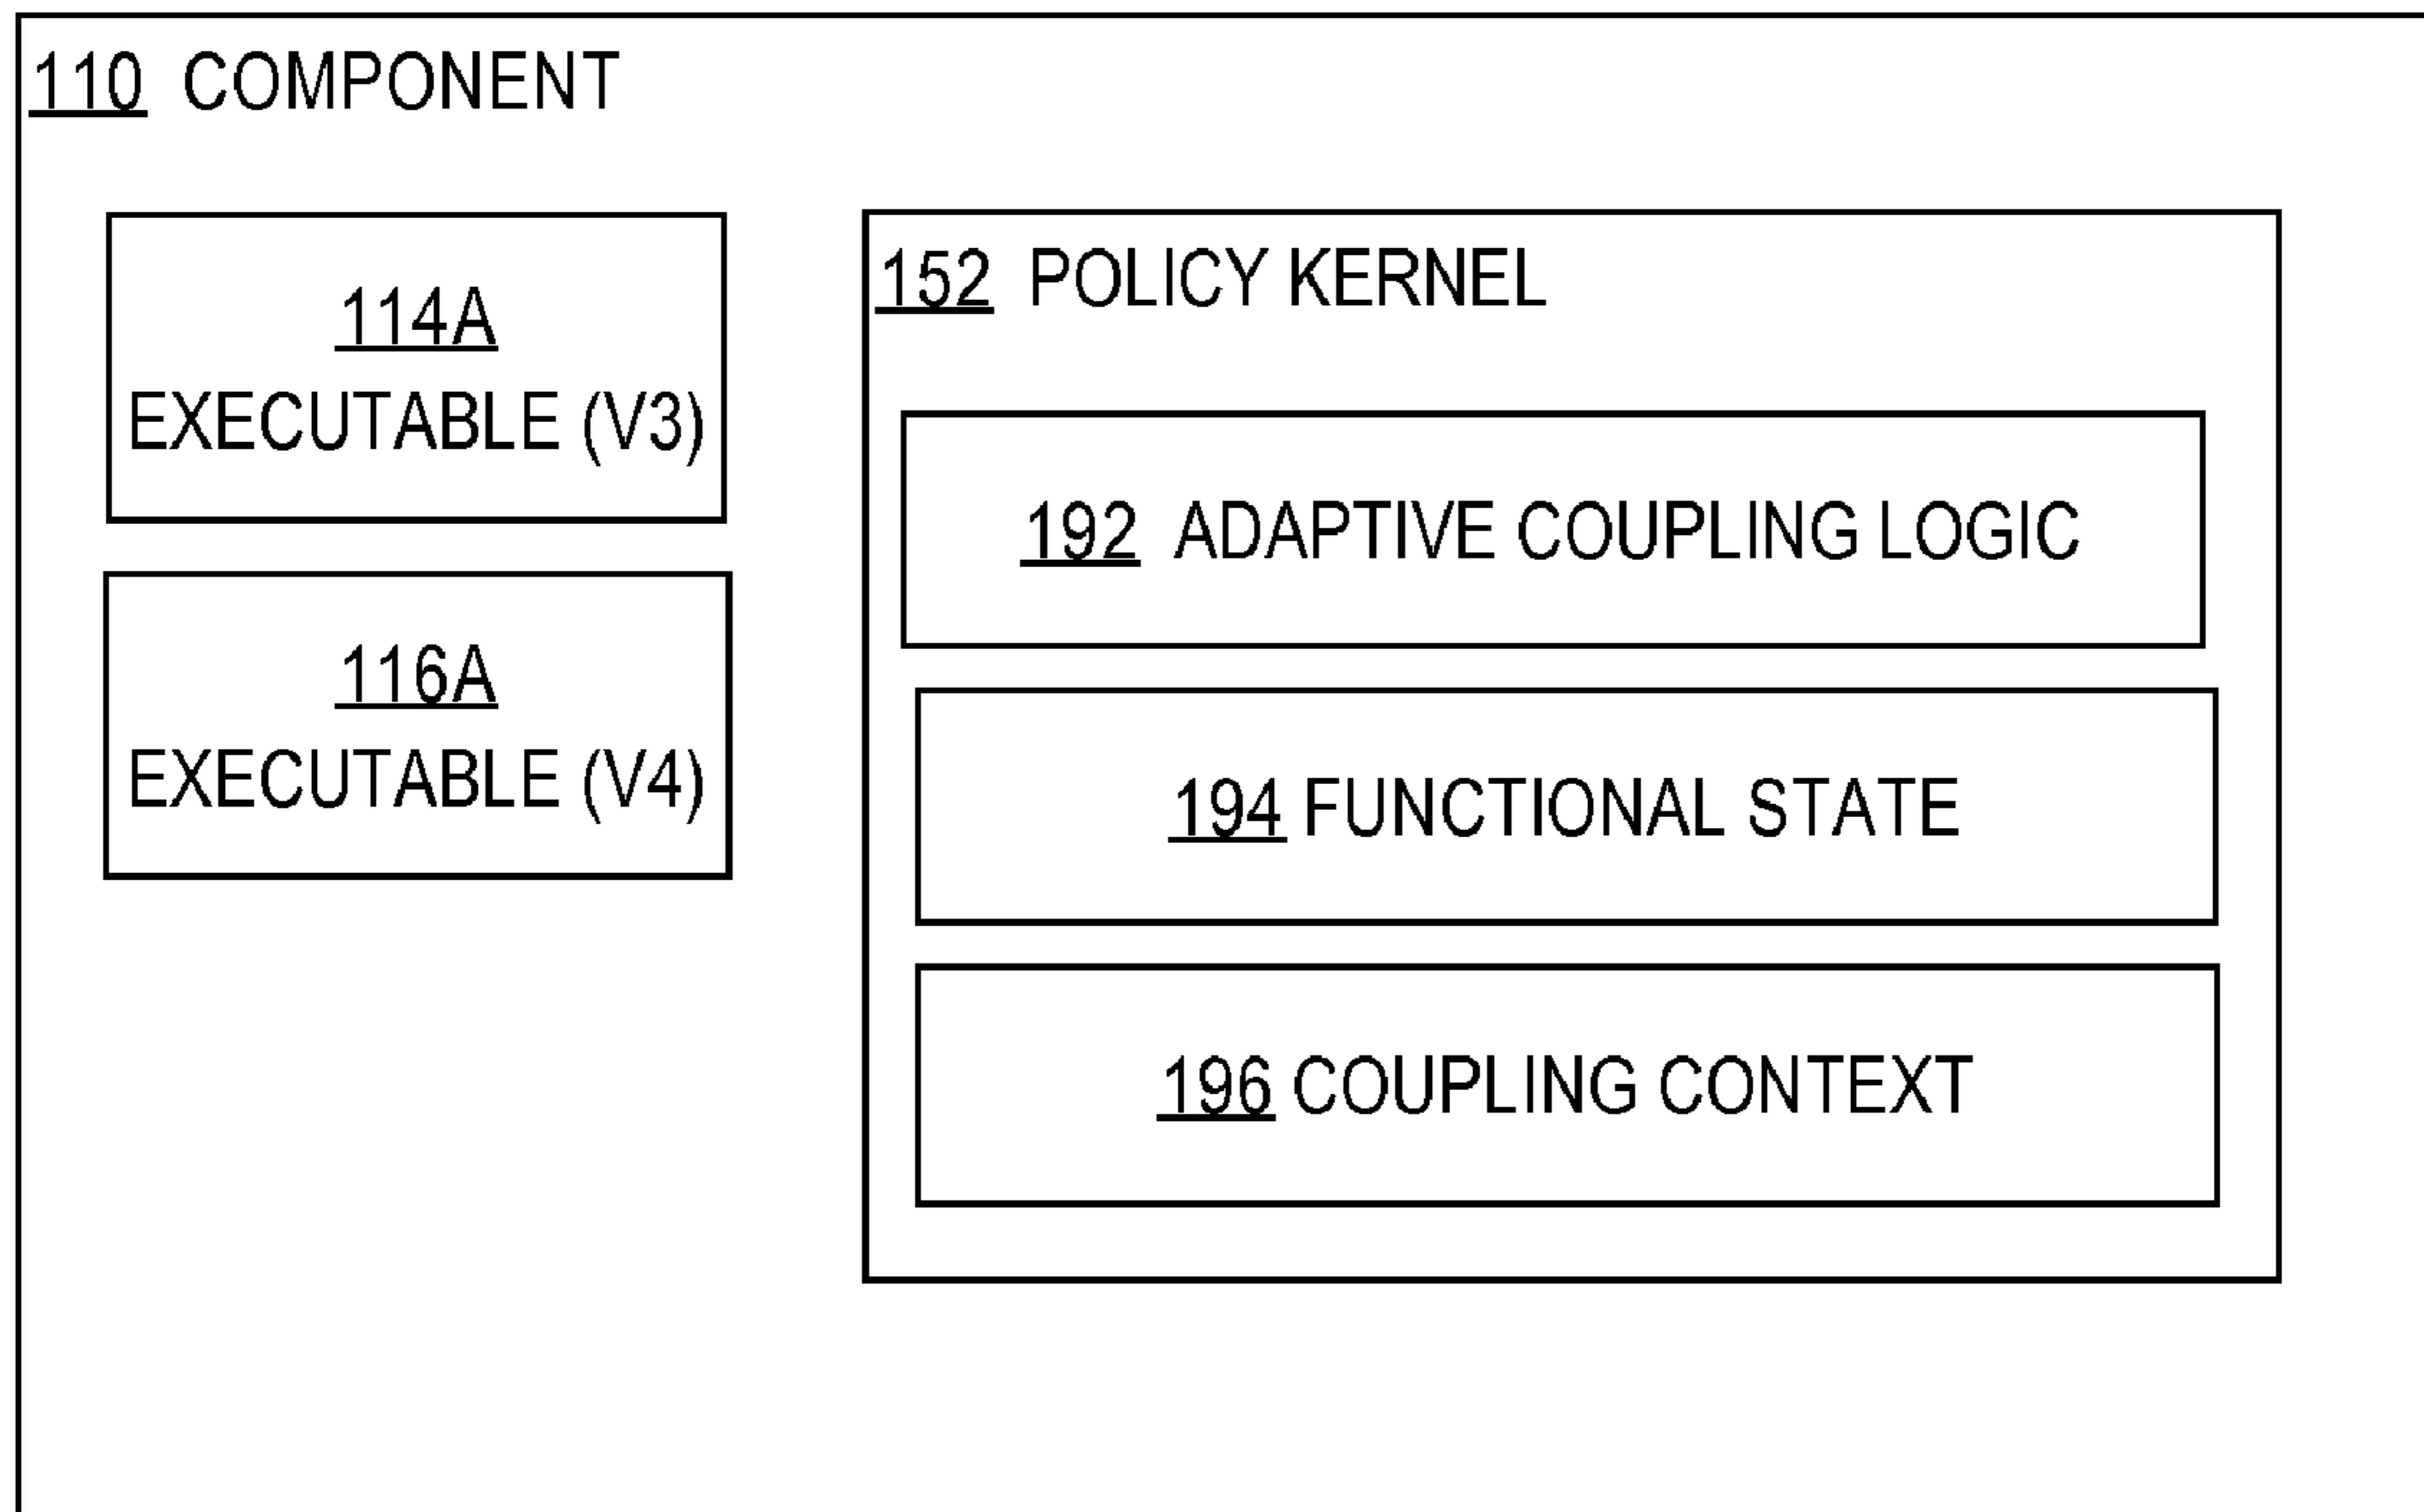 110 COMPONENT
114A
EXECUTABLE (V3)
116A
EXECUTABLE (V4)
152 POLICY KERNEL
192 ADAPTIVE COUPLING LOGIC
194 FUNCTIONAL STATE
196 COUPLING CONTEXT